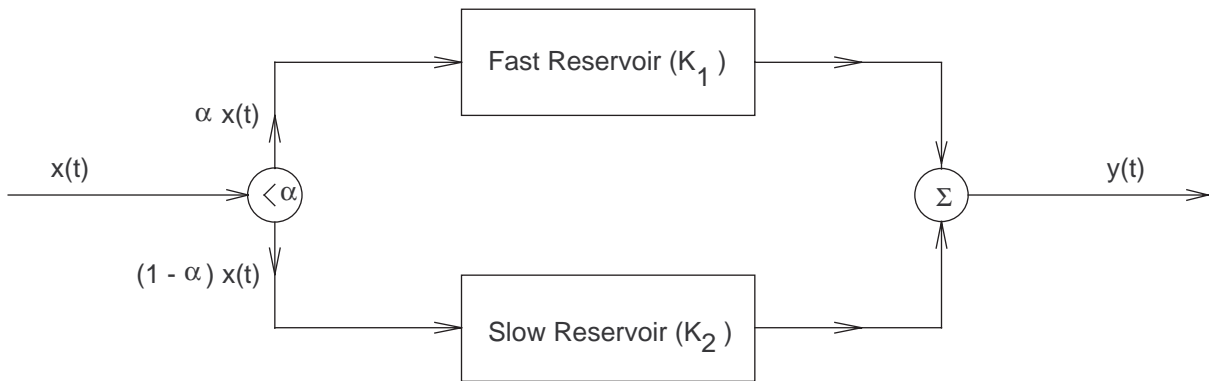 Fast Reservoir (K₁ )
α x(t)
x(t)
<α
Σ
y(t)
(1 - α) x(t)
Slow Reservoir (K₂ )